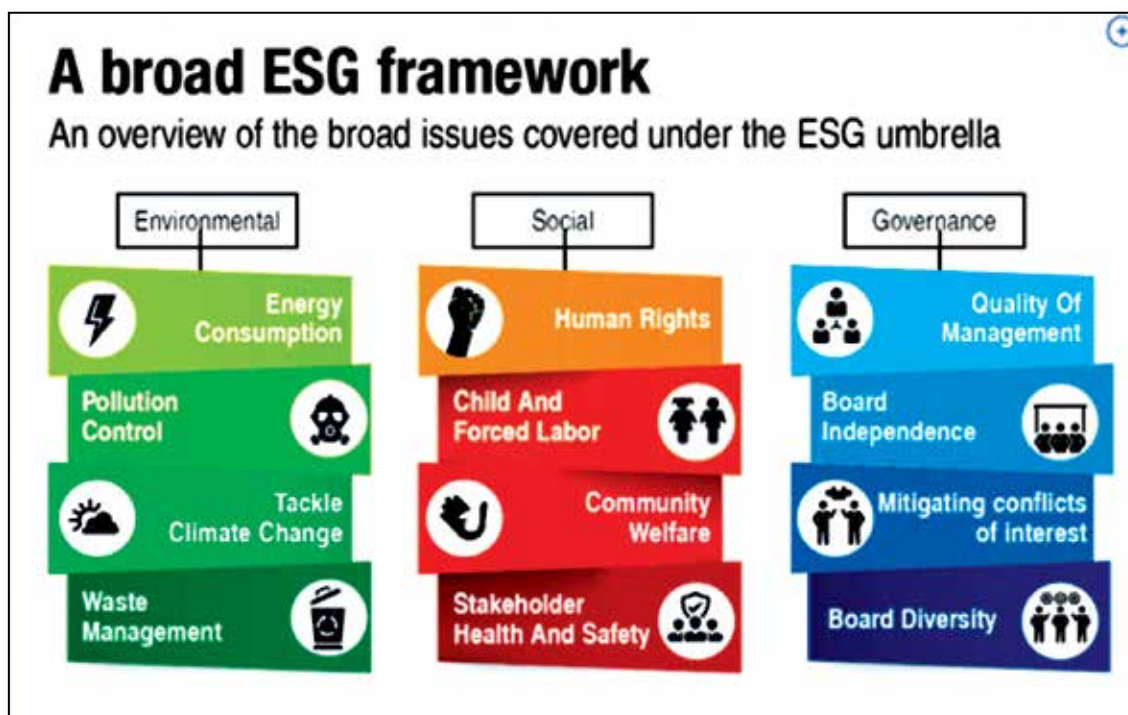 A broad ESG framework
An overview of the broad issues covered under the ESG umbrella
Environmental
Energy
Consumption
Pollution
Control
Tackle
Climate Change
Waste
Management
Social
Human Rights
Child And
Forced Labor
Community
Welfare
Stakeholder
Health And Safety
Governance
Quality Of
Management
Board
Independence
Mitigating conflicts
of interest
Board Diversity